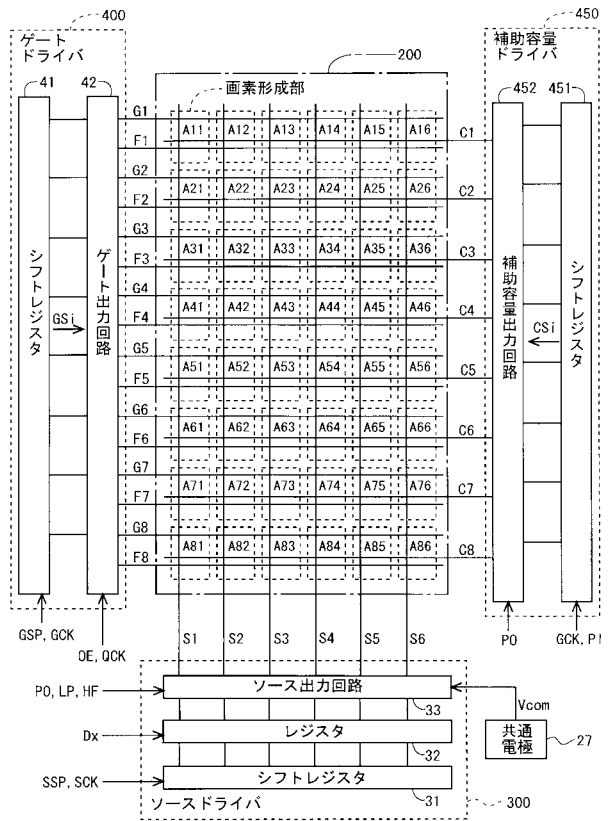 400
ゲート
ドライバ
41
42
シフトレジスタ
ゲート出力回路
GSi
GSP, GCK
OE, QCK
200
画素形成部
G1
F1
G2
F2
G3
F3
G4
F4
G5
F5
G6
F6
G7
F7
G8
F8
A11 A12 A13 A14 A15 A16
A21 A22 A23 A24 A25 A26
A31 A32 A33 A34 A35 A36
A41 A42 A43 A44 A45 A46
A51 A52 A53 A54 A55 A56
A61 A62 A63 A64 A65 A66
A71 A72 A73 A74 A75 A76
A81 A82 A83 A84 A85 A86
C1
C2
C3
C4
C5
C6
C7
C8
450
補助容量
ドライバ
452
451
補助容量出力回路
シフトレジスタ
CSi
PO
GCK, PI
S1 S2 S3 S4 S5 S6
PO, LP, HF
ソース出力回路
33
Dx
レジスタ
32
SSP, SCK
シフトレジスタ
31
ソースドライバ
300
Vcom
共通
電極
27